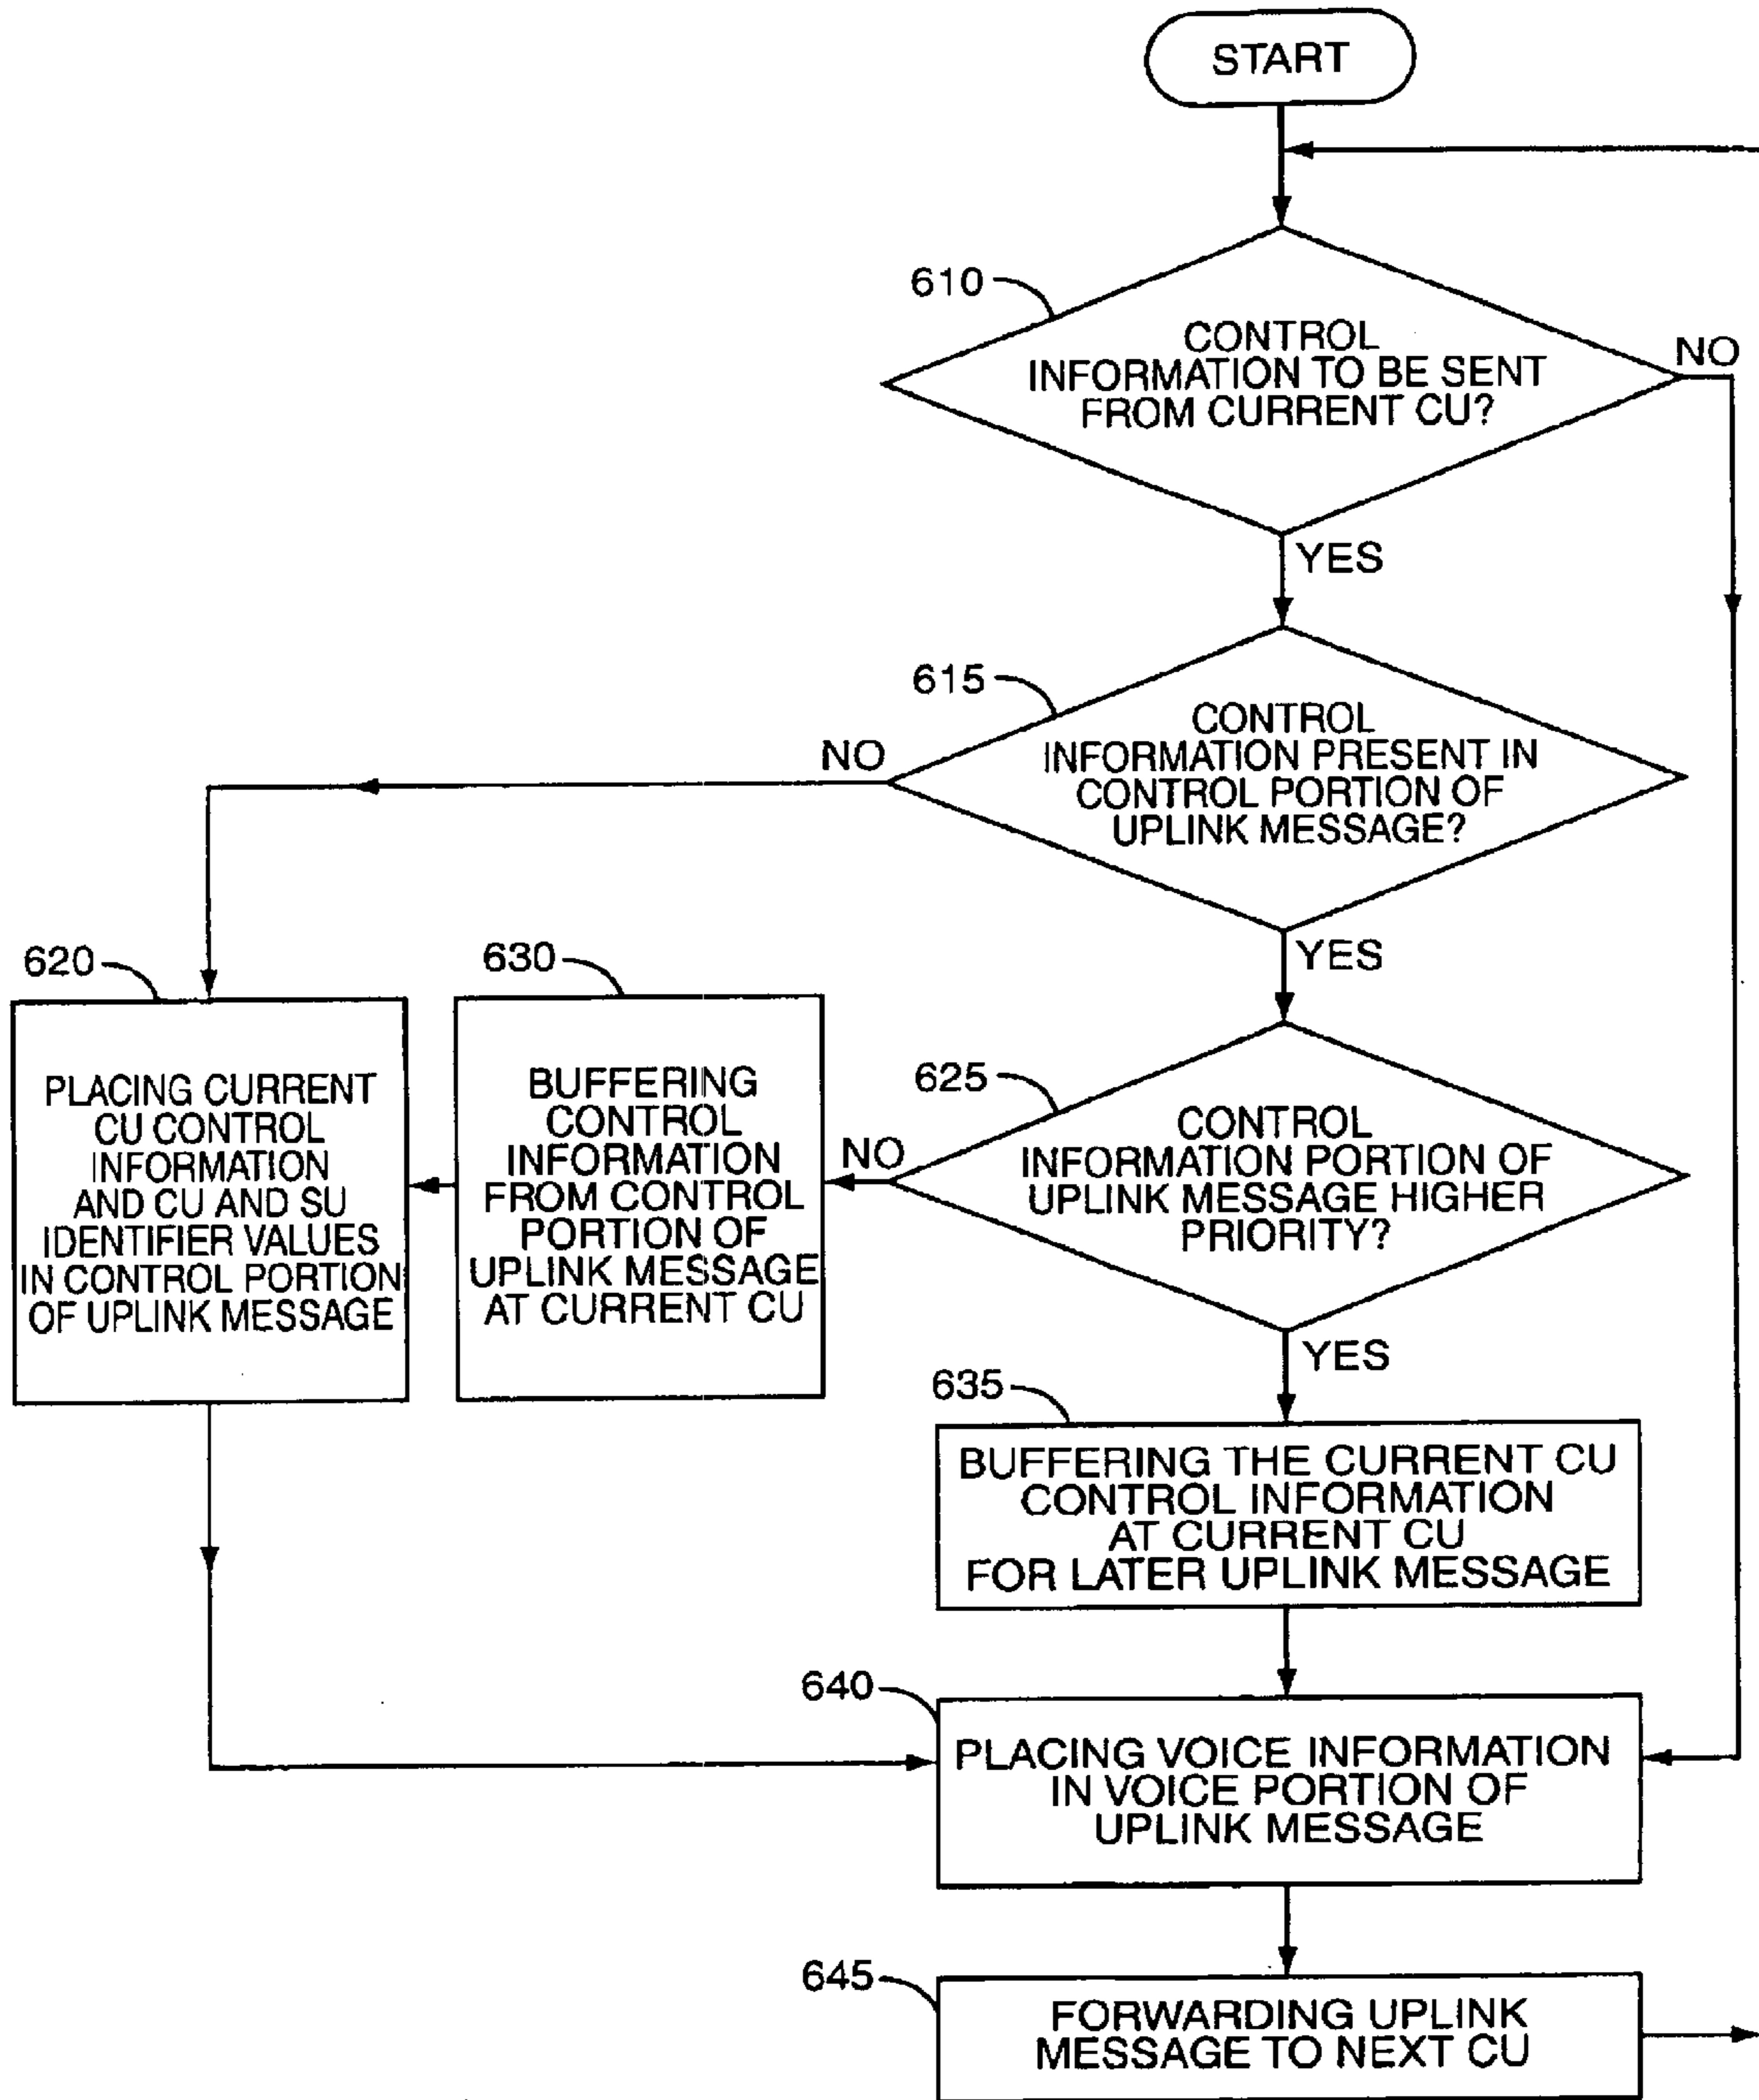 START
610
CONTROL
INFORMATION TO BE SENT
FROM CURRENT CU?
NO
YES
615
CONTROL
INFORMATION PRESENT IN
CONTROL PORTION OF
UPLINK MESSAGE?
NO
YES
620
PLACING CURRENT
CU CONTROL
INFORMATION
AND CU AND SU
IDENTIFIER VALUES
IN CONTROL PORTION
OF UPLINK MESSAGE
630
BUFFERING
CONTROL
INFORMATION
FROM CONTROL
PORTION OF
UPLINK MESSAGE
AT CURRENT CU
625
CONTROL
INFORMATION PORTION OF
UPLINK MESSAGE HIGHER
PRIORITY?
NO
YES
635
BUFFERING THE CURRENT CU
CONTROL INFORMATION
AT CURRENT CU
FOR LATER UPLINK MESSAGE
640
PLACING VOICE INFORMATION
IN VOICE PORTION OF
UPLINK MESSAGE
645
FORWARDING UPLINK
MESSAGE TO NEXT CU